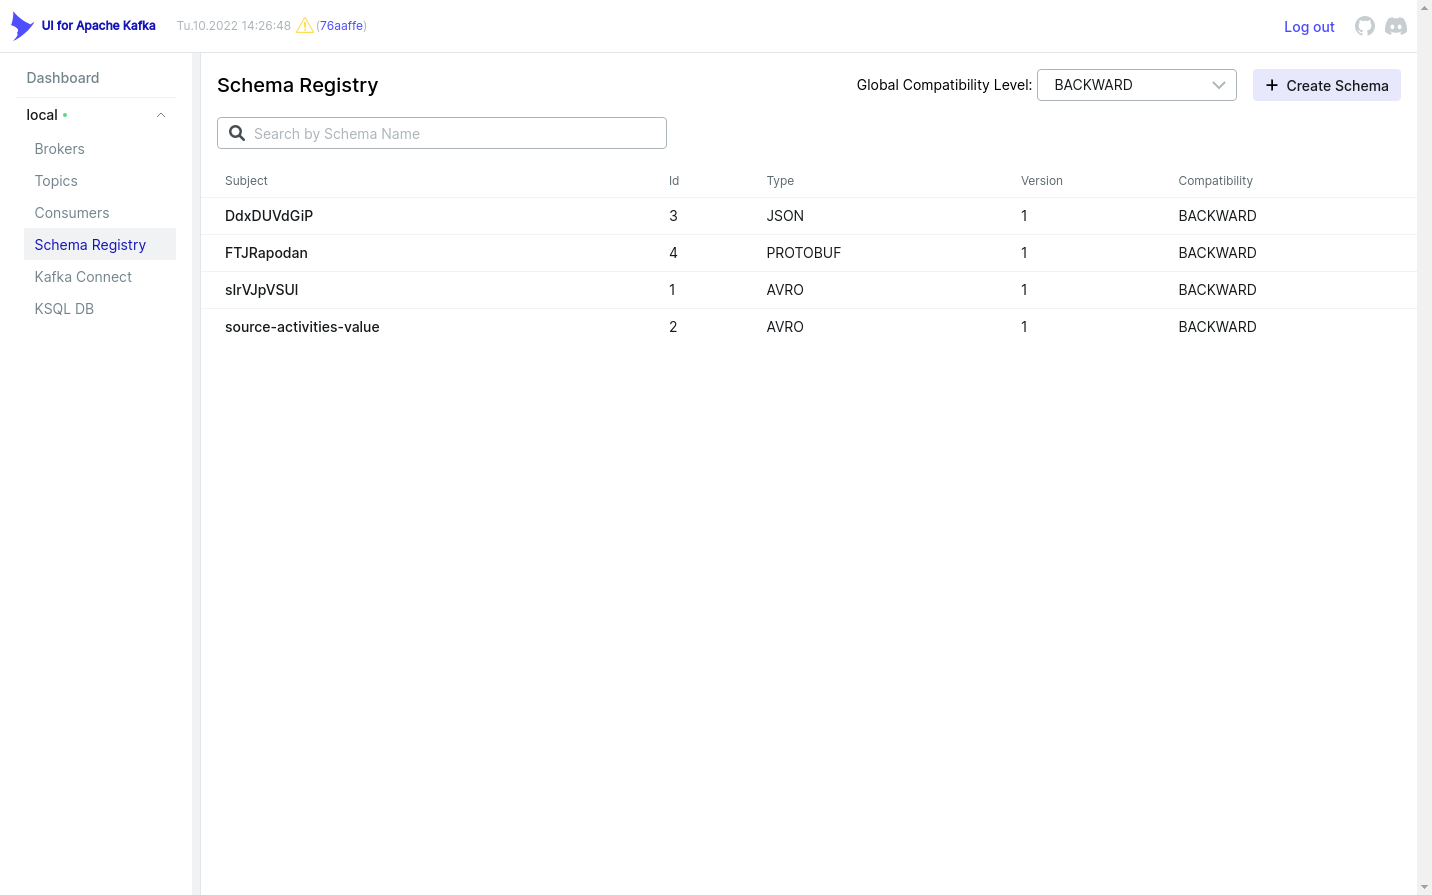 UI for Apache Kafka Tu.10.2022 14:26:48 (76aaffe) Log out
Dashboard
local
Brokers
Topics
Consumers
Schema Registry
Kafka Connect
KSQL DB
Schema Registry Global Compatibility Level: BACKWARD Create Schema
Search by Schema Name
Subject Id Type Version Compatibility
DdxDUVdGiP 3 JSON 1 BACKWARD
FTJRapodan 4 PROTOBUF 1 BACKWARD
slrVJpVSUI 1 AVRO 1 BACKWARD
source-activities-value 2 AVRO 1 BACKWARD